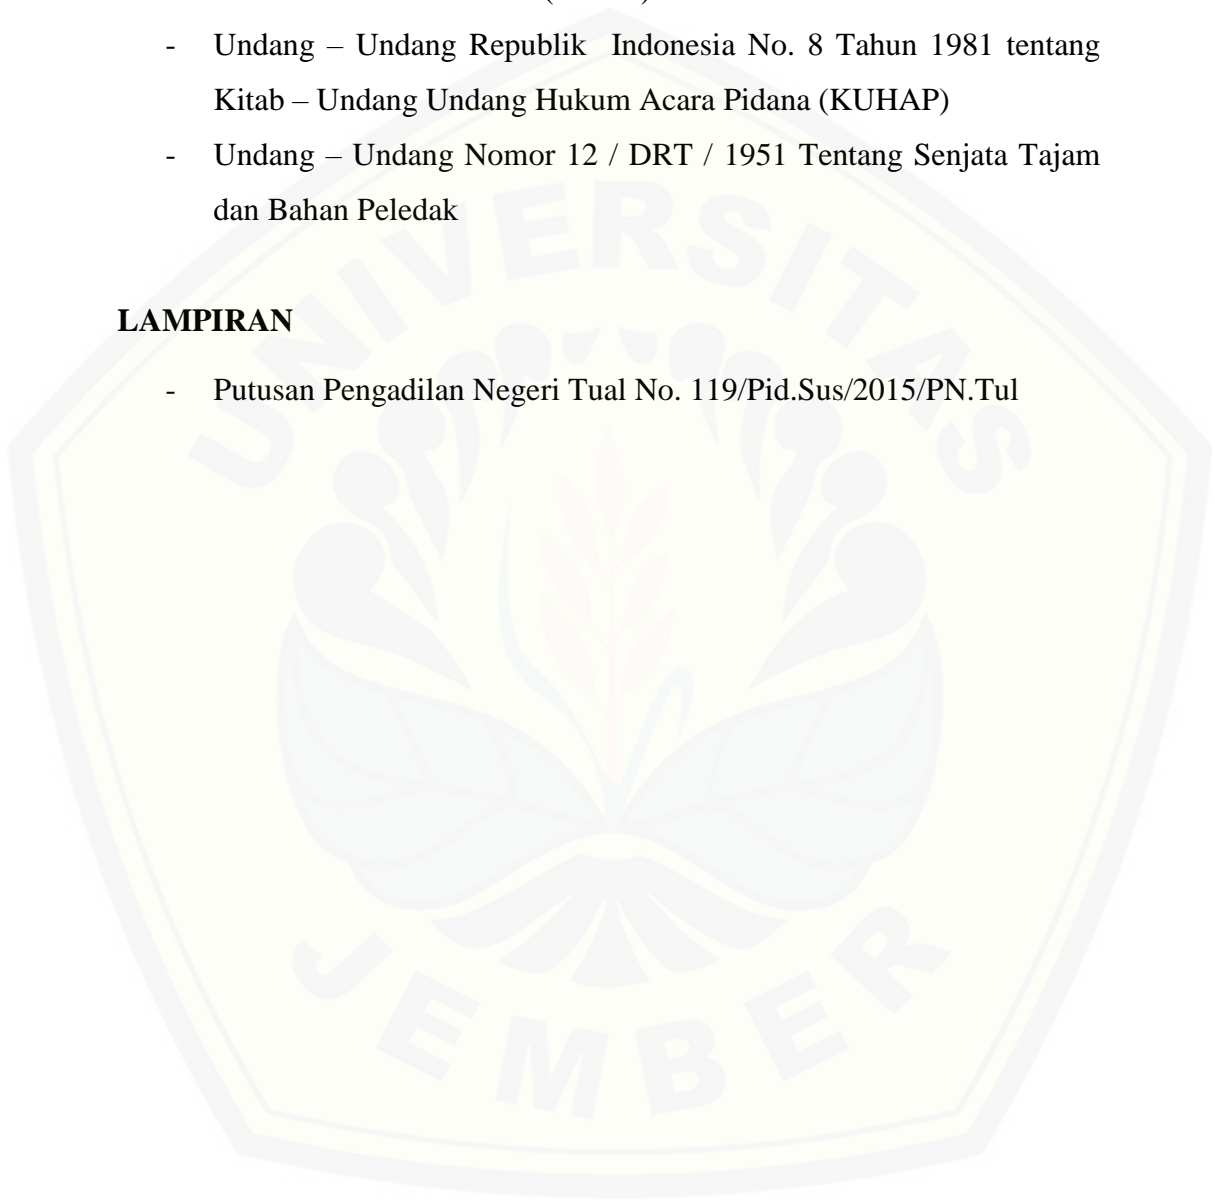 - Undang – Undang Republik Indonesia No. 8 Tahun 1981 tentang
Kitab – Undang Undang Hukum Acara Pidana (KUHAP)
- Undang – Undang Nomor 12 / DRT / 1951 Tentang Senjata Tajam
dan Bahan Peledak
LAMPIRAN
- Putusan Pengadilan Negeri Tual No. 119/Pid.Sus/2015/PN.Tul
UNIVERSITAS
JEMBER